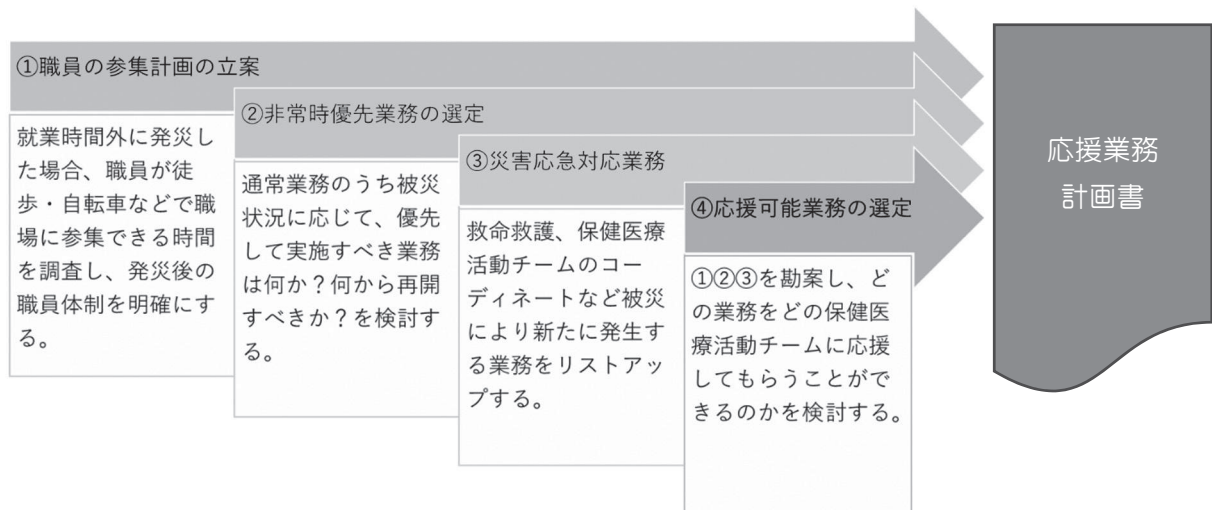 ①職員の参集計画の立案
就業時間外に発災し
た場合、職員が徒
歩・自転車などで職
場に参集できる時間
を調査し、発災後の
職員体制を明確にす
る。
②非常時優先業務の選定
通常業務のうち被災
状況に応じて、優先
して実施すべき業務
は何か？何から再開
すべきか？を検討す
る。
③災害応急対応業務
救命救護、保健医療
活動チームのコー
ディネートなど被災
により新たに発生す
る業務をリストアッ
プする。
④応援可能業務の選定
①②③を勘案し、ど
の業務をどの保健医
療活動チームに応援
してもらうことがで
きるのかを検討する。
応援業務
計画書